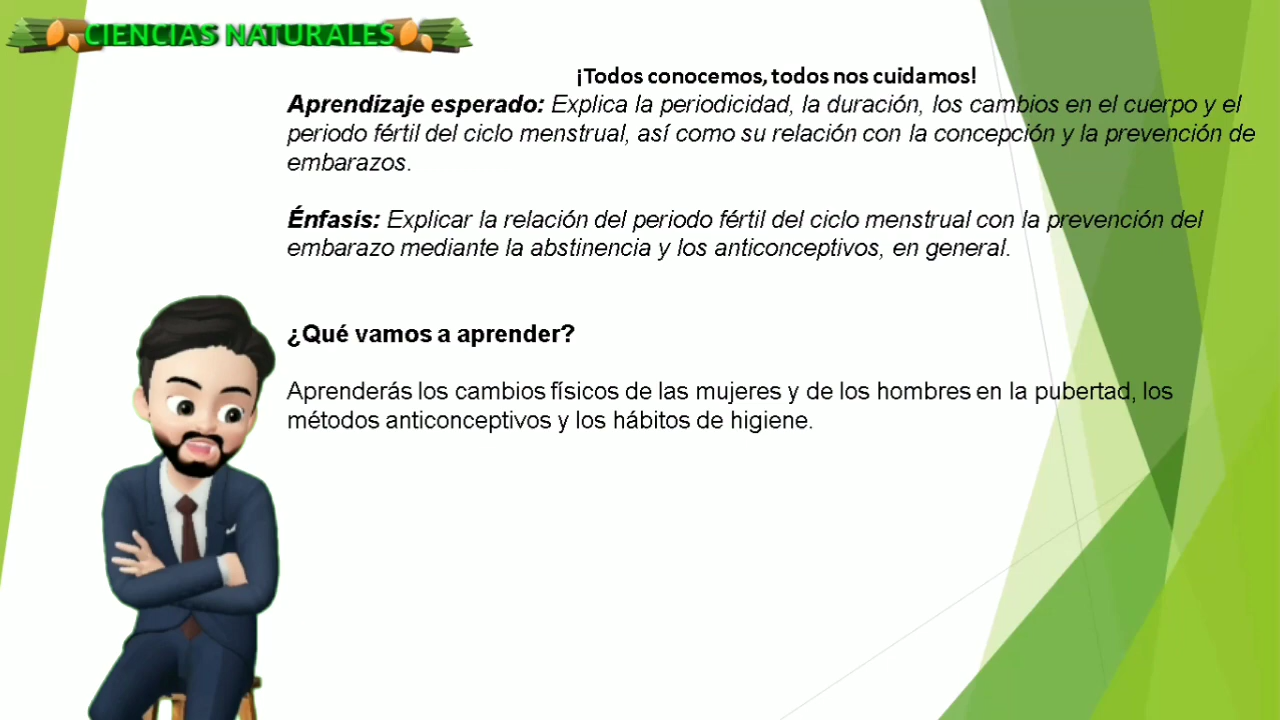 CIENCIAS NATURALES
¡Todos conocemos, todos nos cuidamos!
Aprendizaje esperado: Explica la periodicidad, la duración, los cambios en el cuerpo y el
periodo fértil del ciclo menstrual, así como su relación con la concepción y la prevención de
embarazos.
Énfasis: Explicar la relación del periodo fértil del ciclo menstrual con la prevención del
embarazo mediante la abstinencia y los anticonceptivos, en general.
¿Qué vamos a aprender?
Aprenderás los cambios físicos de las mujeres y de los hombres en la pubertad, los
métodos anticonceptivos y los hábitos de higiene.